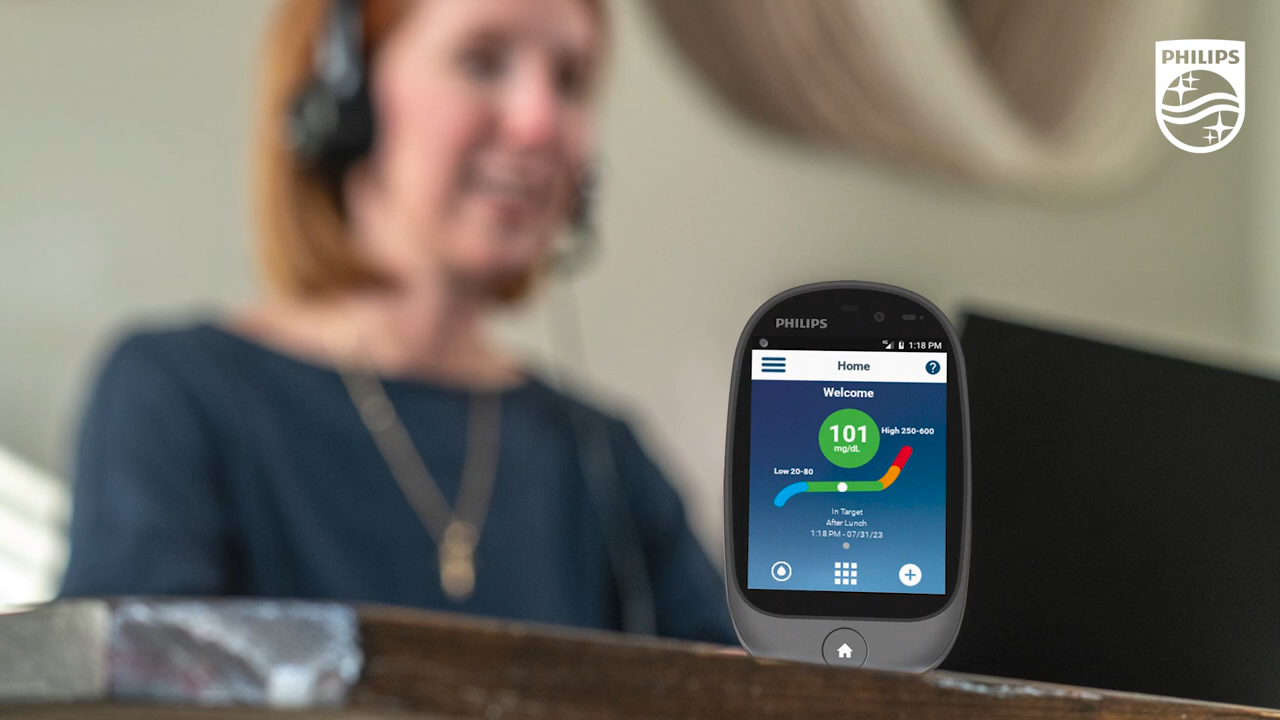 PHILIPS
PHILIPS
1:18 PM
Home
?
Welcome
101
mg/dL
High 250-600
Low 20-80
In Target
After Lunch
1:18 PM - 07/31/23